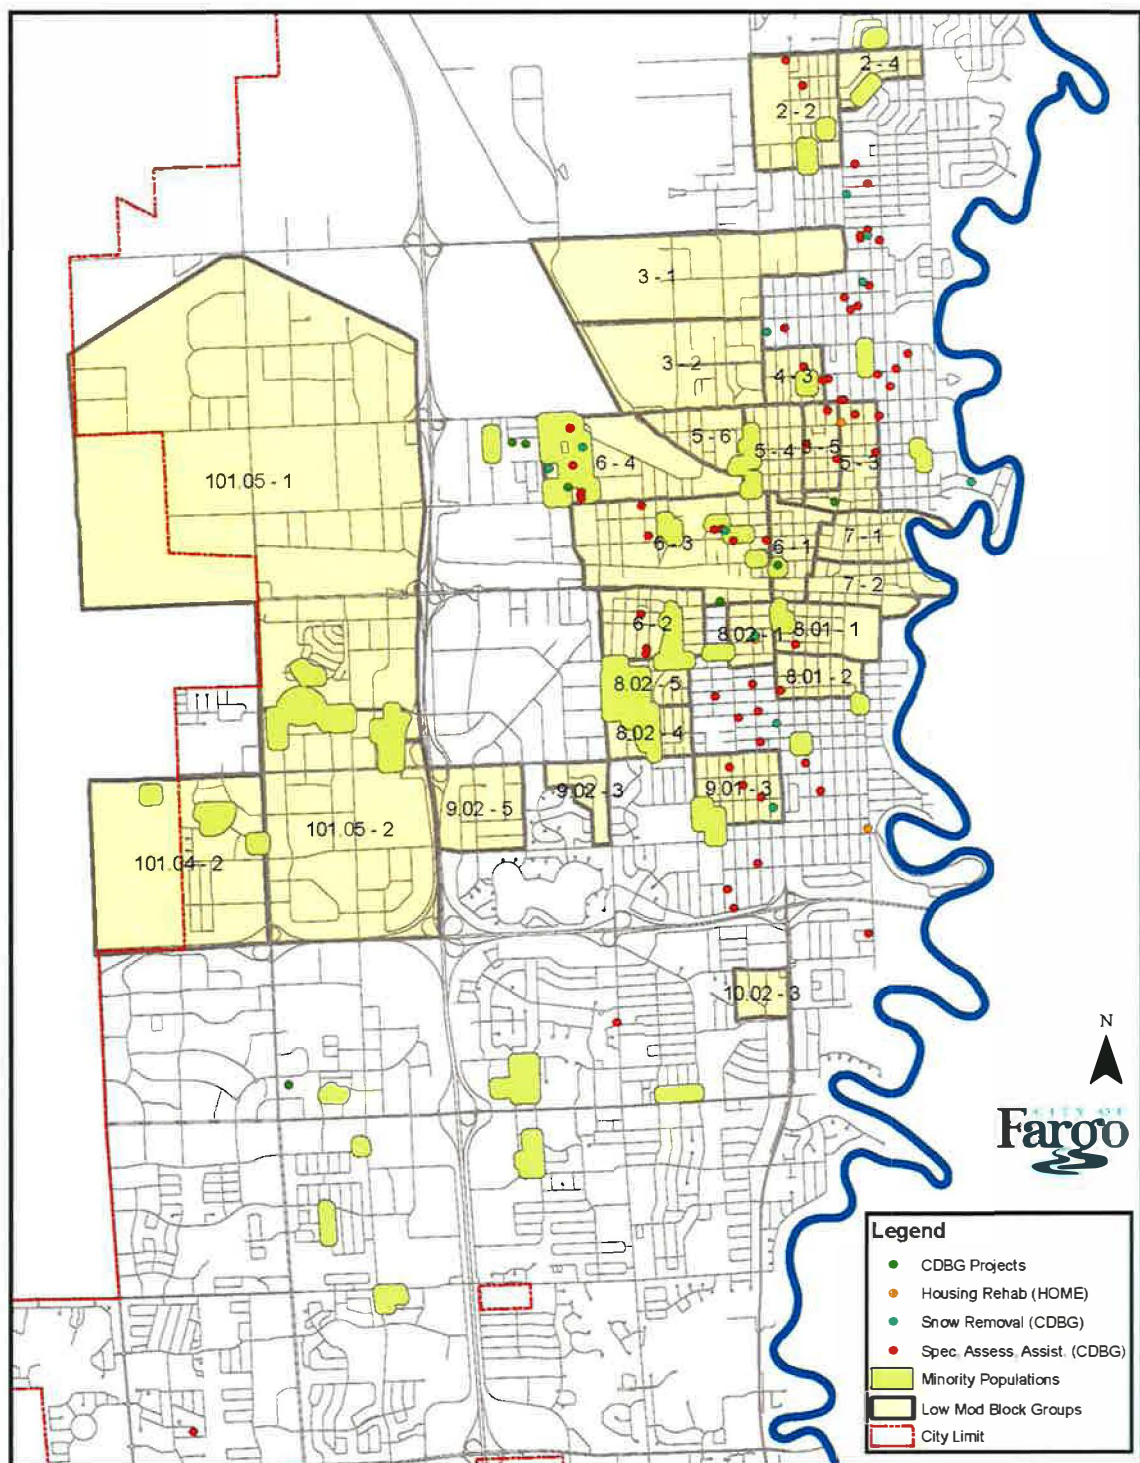 2 - 4
2 - 2
3 - 1
3 - 2
4 - 3
5 - 6
5 - 4
5 - 5
5 - 3
6 - 4
101.05 - 1
6 - 3
6 - 1
7 - 1
7 - 2
6 - 2
8.02 - 1
8.01 - 1
8.02 - 5
8.01 - 2
8.02 - 4
9.02 - 5
9.02 - 3
9.01 - 3
101.05 - 2
101.04 - 2
10.02 - 3
N
CITY OF
Fargo
Legend
CDBG Projects
Housing Rehab (HOME)
Snow Removal (CDBG)
Spec. Assess. Assist. (CDBG)
Minority Populations
Low Mod Block Groups
City Limit